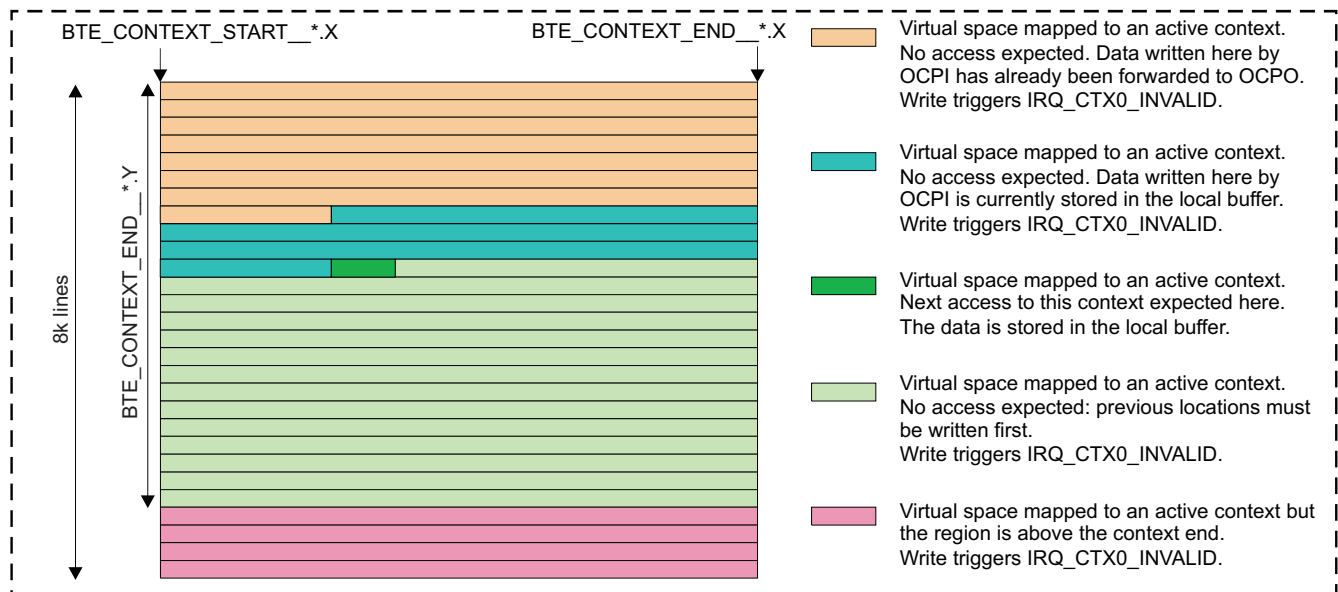 BTE_CONTEXT_START__*.X
BTE_CONTEXT_END__*.X
8k lines
BTE_CONTEXT_END__*.Y
Virtual space mapped to an active context.
No access expected. Data written here by
OCPI has already been forwarded to OCPO.
Write triggers IRQ_CTX0_INVALID.
Virtual space mapped to an active context.
No access expected. Data written here by
OCPI is currently stored in the local buffer.
Write triggers IRQ_CTX0_INVALID.
Virtual space mapped to an active context.
Next access to this context expected here.
The data is stored in the local buffer.
Virtual space mapped to an active context.
No access expected: previous locations must
be written first.
Write triggers IRQ_CTX0_INVALID.
Virtual space mapped to an active context but
the region is above the context end.
Write triggers IRQ_CTX0_INVALID.